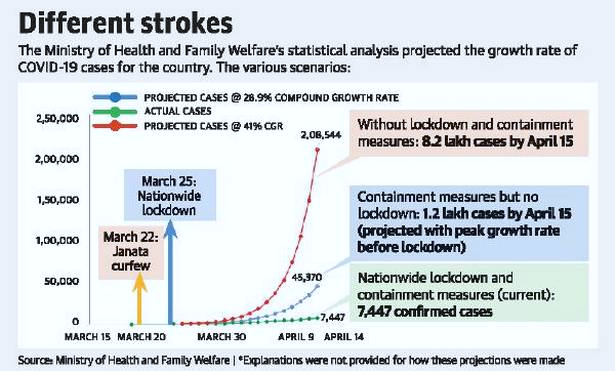 Different strokes
The Ministry of Health and Family Welfare's statistical analysis projected the growth rate of
COVID-19 cases for the country. The various scenarios:
PROJECTED CASES @ 28.9% COMPOUND GROWTH RATE
ACTUAL CASES
PROJECTED CASES @ 41% CGR
2,50,000
2,00,000
1,50,000
1,00,000
50,000
0
March 22:
Janata
curfew
March 25:
Nationwide
lockdown
2,08,544
45,370
7,447
Without lockdown and containment
measures: 8.2 lakh cases by April 15
Containment measures but no
lockdown: 1.2 lakh cases by April 15
(projected with peak growth rate
before lockdown)
Nationwide lockdown and
containment measures (current):
7,447 confirmed cases
MARCH 15 MARCH 20 MARCH 30 APRIL 9 APRIL 14
Source: Ministry of Health and Family Welfare | *Explanations were not provided for how these projections were made